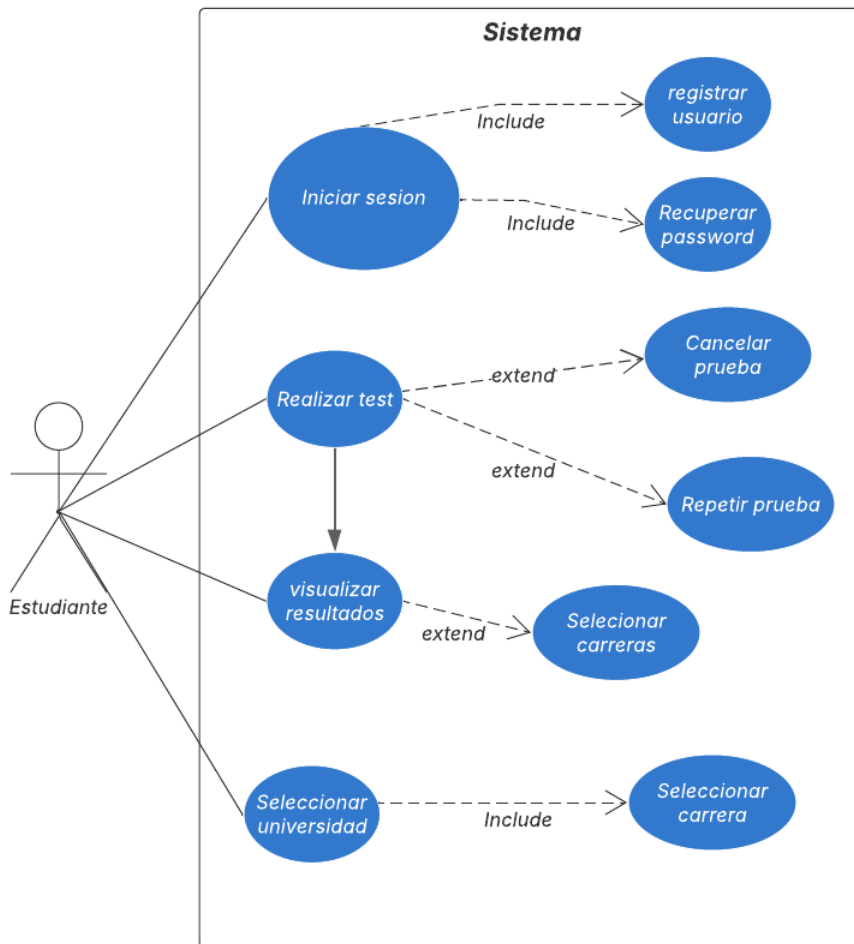 Sistema
registrar
usuario
Include
Iniciar sesion
Recuperar
password
Include
Cancelar
prueba
extend
Realizar test
extend
Repetir prueba
visualizar
resultados
Estudiante
extend
Selecionar
carreras
Seleccionar
universidad
Include
Seleccionar
carrera